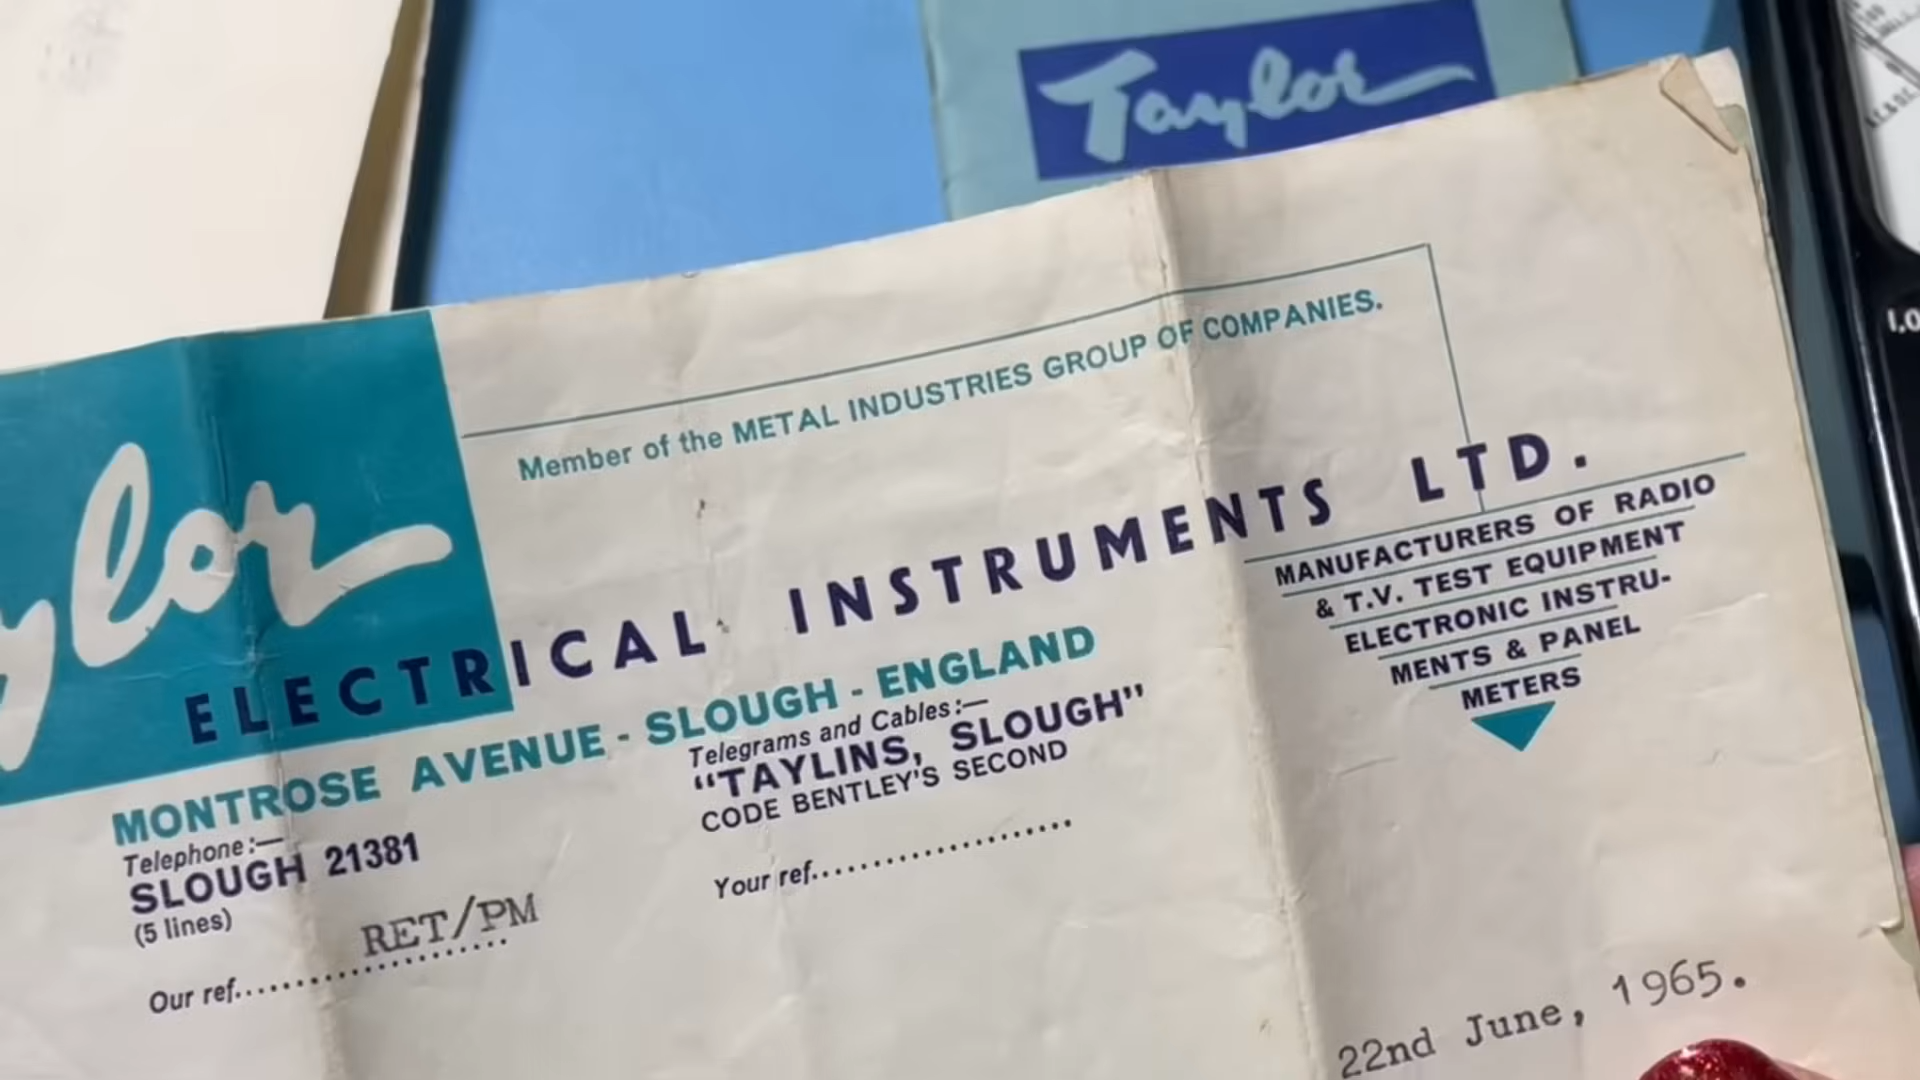 Taylor
Member of the METAL INDUSTRIES GROUP OF COMPANIES.
ylor
ELECTRICAL INSTRUMENTS LTD.
MANUFACTURERS OF RADIO
& T.V. TEST EQUIPMENT
ELECTRONIC INSTRU-
MENTS & PANEL
METERS
MONTROSE AVENUE - SLOUGH - ENGLAND
Telephone:—
SLOUGH 21381
(5 lines)
Telegrams and Cables:—
"TAYLINS, SLOUGH"
CODE BENTLEY'S SECOND
Our ref.....................
RET/PM
Your ref....................
22nd June, 1965.